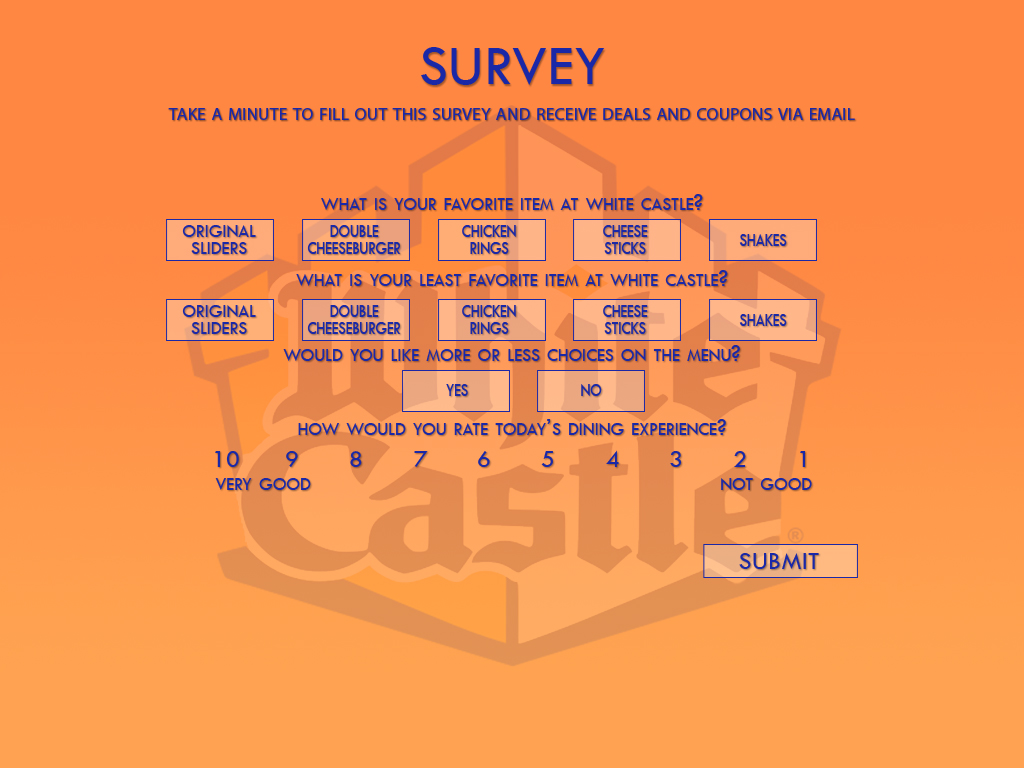 SURVEY
TAKE A MINUTE TO FILL OUT THIS SURVEY AND RECEIVE DEALS AND COUPONS VIA EMAIL
WHAT IS YOUR FAVORITE ITEM AT WHITE CASTLE?
ORIGINAL SLIDERS DOUBLE CHEESEBURGER CHICKEN RINGS CHEESE STICKS SHAKES
WHAT IS YOUR LEAST FAVORITE ITEM AT WHITE CASTLE?
ORIGINAL SLIDERS DOUBLE CHEESEBURGER CHICKEN RINGS CHEESE STICKS SHAKES
WOULD YOU LIKE MORE OR LESS CHOICES ON THE MENU?
YES NO
HOW WOULD YOU RATE TODAY'S DINING EXPERIENCE?
10 9 8 7 6 5 4 3 2 1
VERY GOOD NOT GOOD
White
Castle ®
SUBMIT